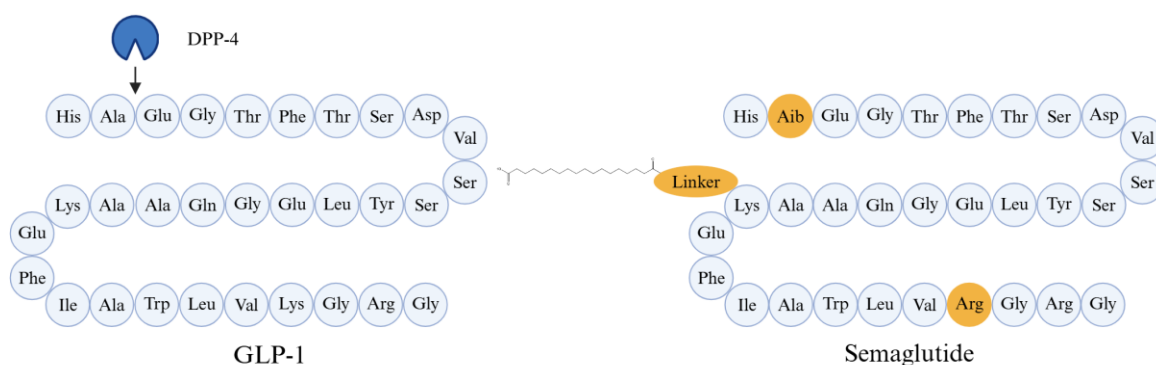 DPP-4
His Ala Glu Gly Thr Phe Thr Ser Asp
Val
Ser
Lys Ala Ala Gln Gly Glu Leu Tyr Ser
Glu
Phe
Ile Ala Trp Leu Val Lys Gly Arg Gly
GLP-1
His Aib Glu Gly Thr Phe Thr Ser Asp
Val
Linker
Ser
Lys Ala Ala Gln Gly Glu Leu Tyr Ser
Glu
Phe
Ile Ala Trp Leu Val Arg Gly Arg Gly
Semaglutide